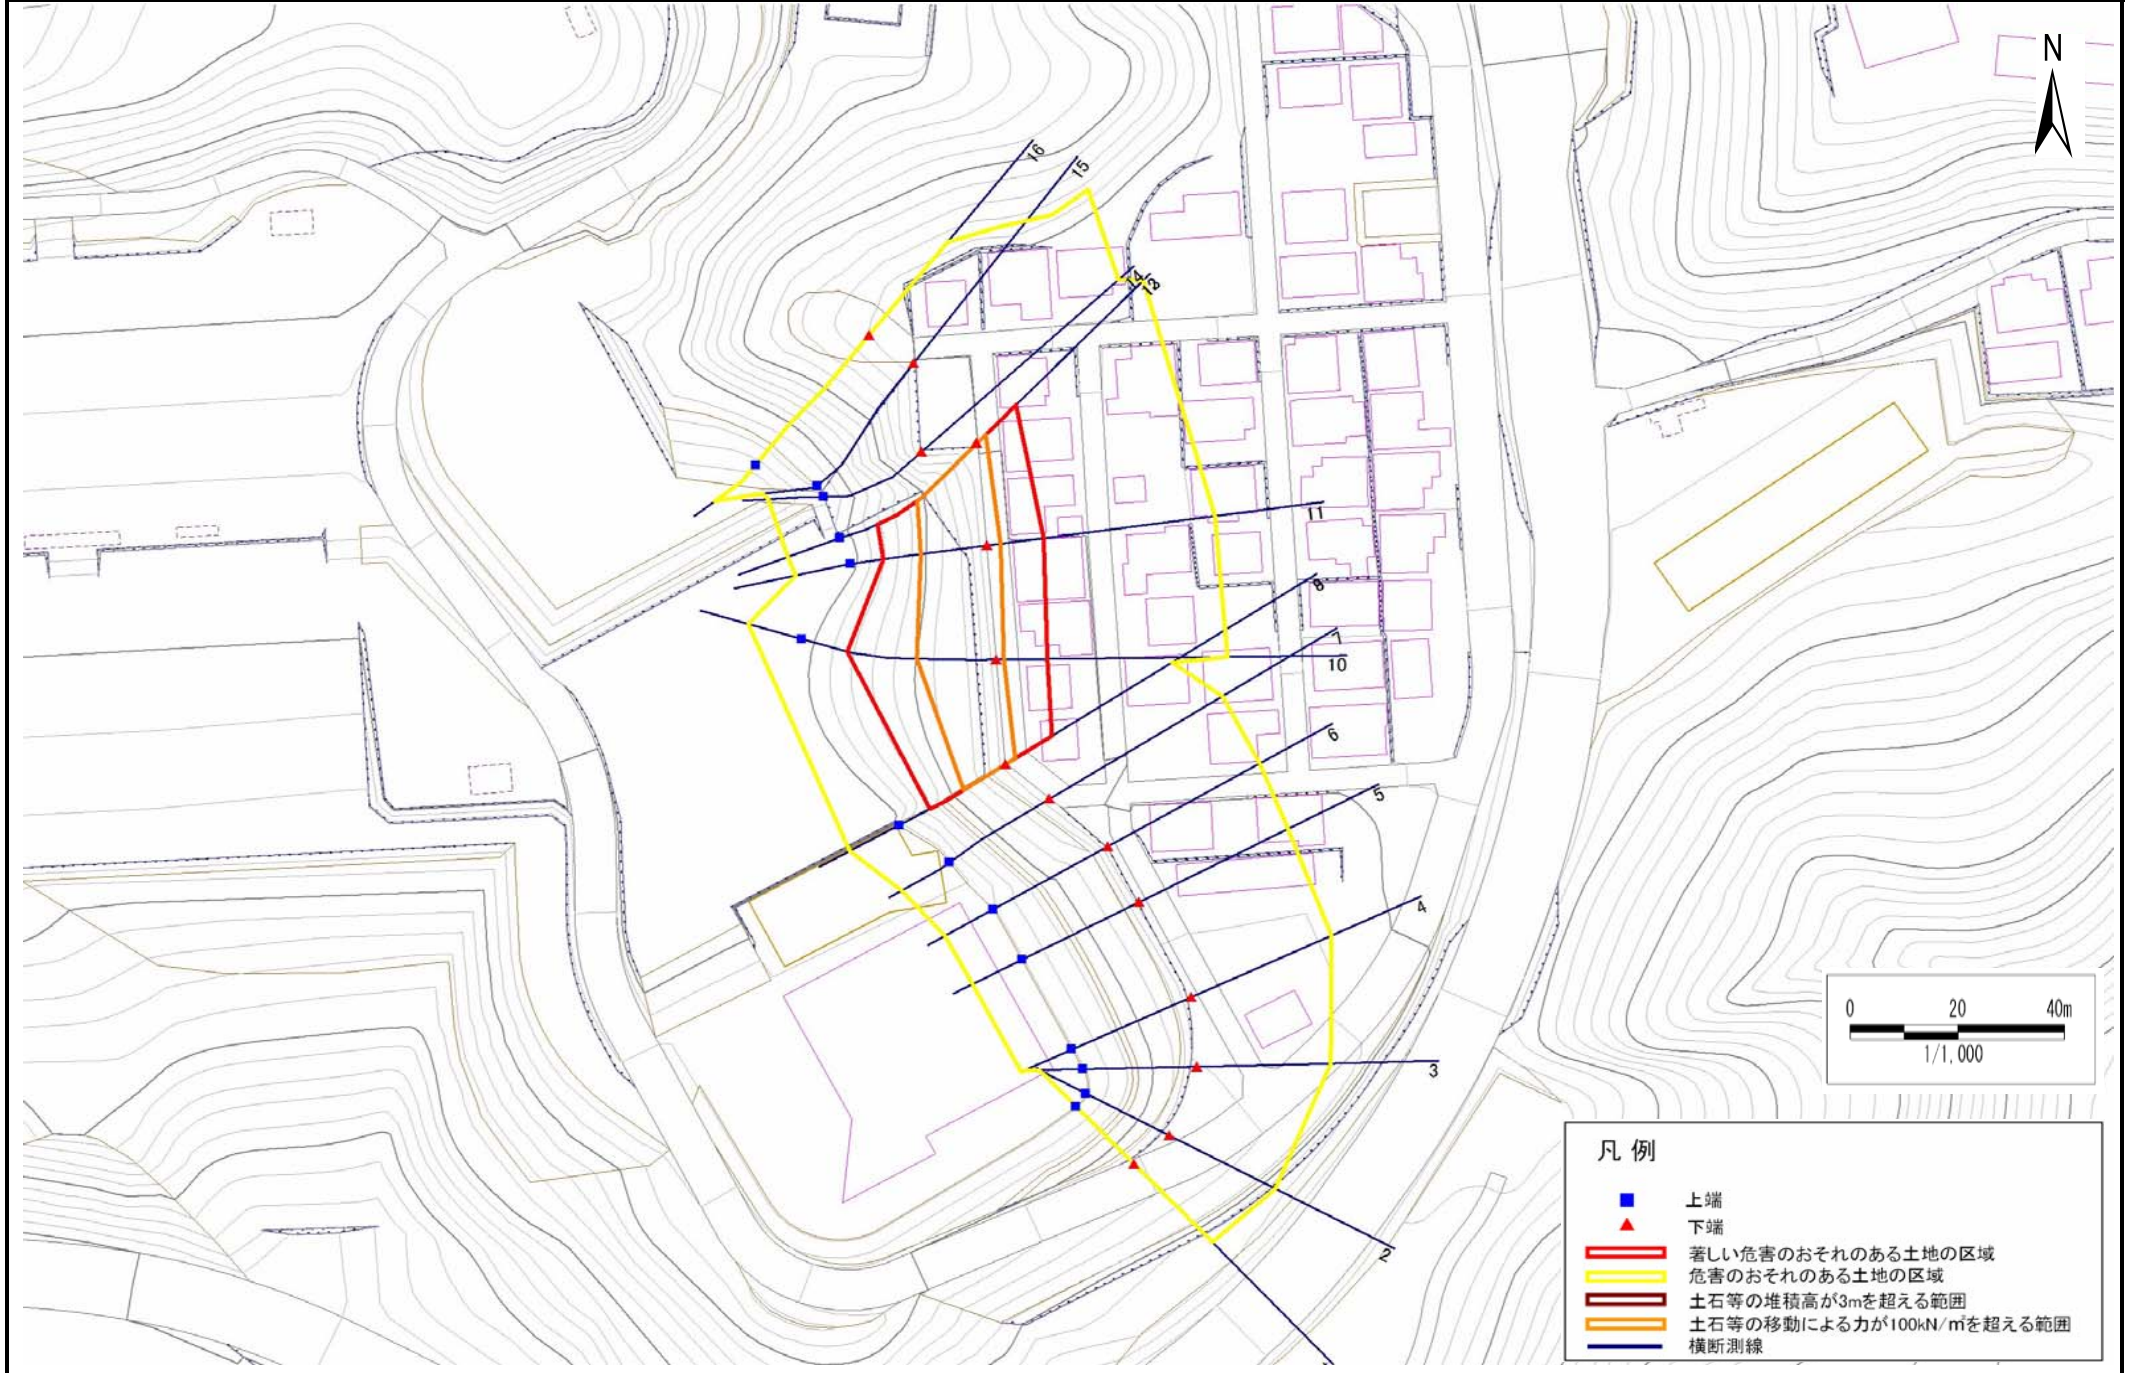 N
16
15
14
13
11
8
7
10
6
5
4
3
2
0 20 40m
1/1,000
凡 例
上端
下端
著しい危害のおそれのある土地の区域
危害のおそれのある土地の区域
土石等の堆積高が3mを超える範囲
土石等の移動による力が100kN/㎡を超える範囲
横断測線